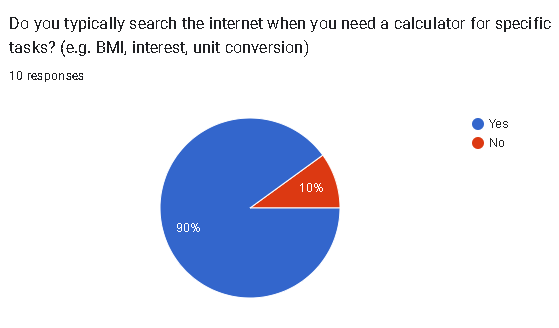 Do you typically search the internet when you need a calculator for specific
tasks? (e.g. BMI, interest, unit conversion)
10 responses
Yes
No
10%
90%